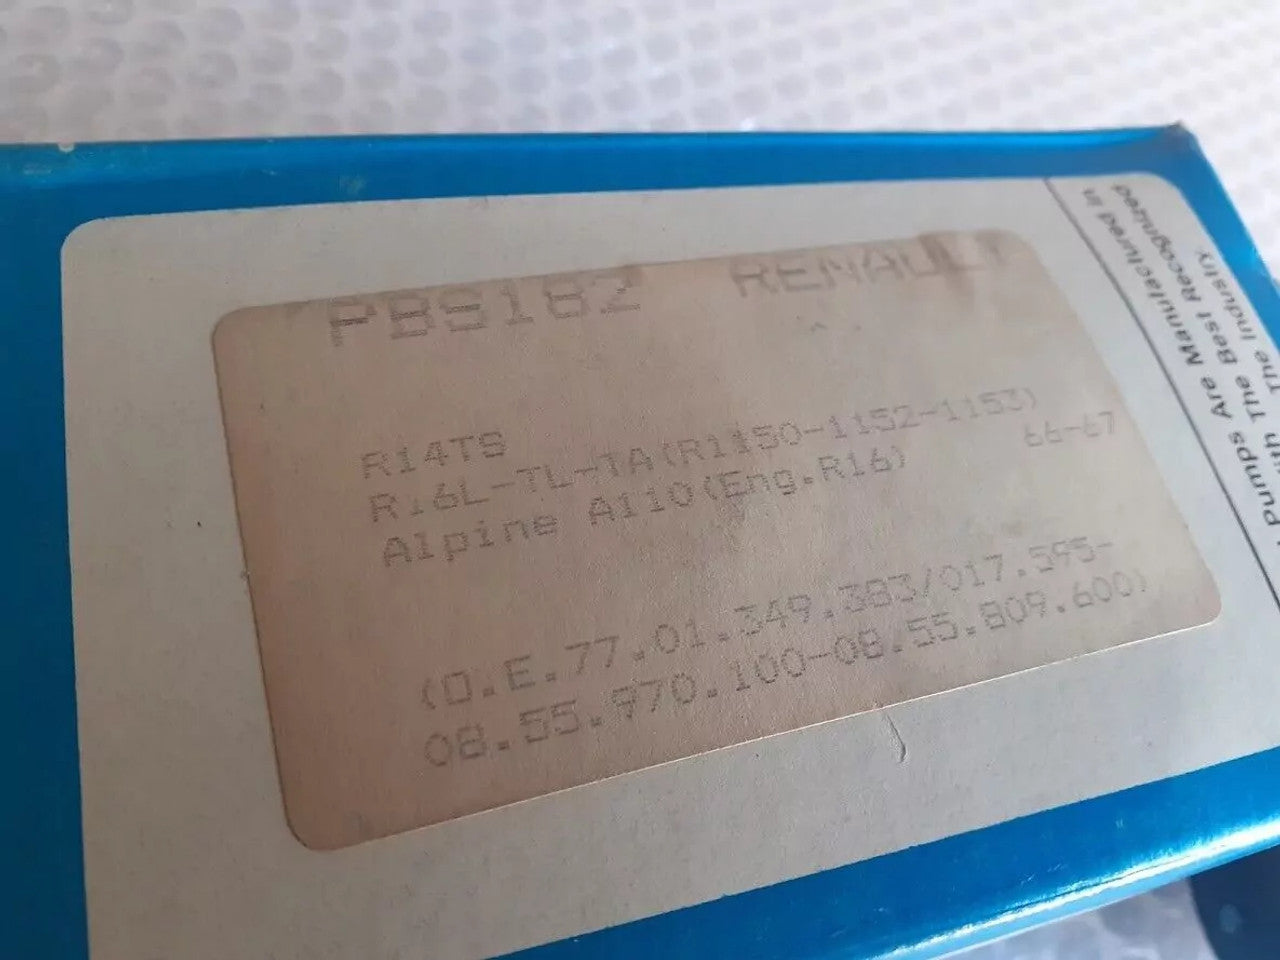 PBS182 RENAULT
R14TS
R16L-TL-TA(R1150-1152-1153)
66-67
Alpine A110(Eng.R16)
(O.E.77.01.349.383/017.595-
08.55.970.100-08.55.809.600)
Pumps Are Manufactured in
The Best Recognized
The Industry.